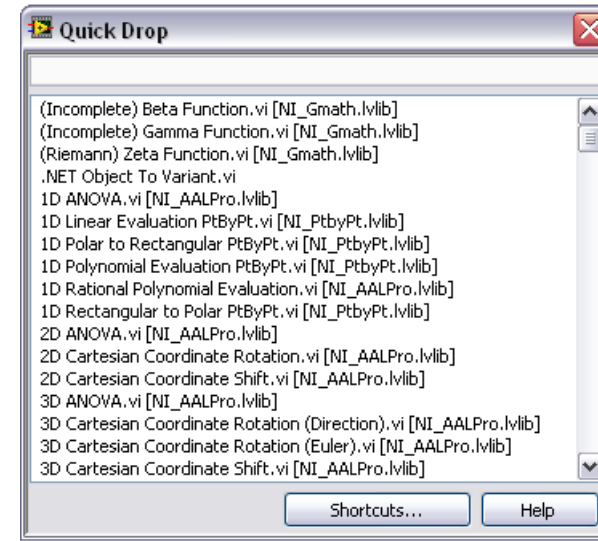 Quick Drop
(Incomplete) Beta Function.vi [NI_Gmath.lvlib]
(Incomplete) Gamma Function.vi [NI_Gmath.lvlib]
(Riemann) Zeta Function.vi [NI_Gmath.lvlib]
.NET Object To Variant.vi
1D ANOVA.vi [NI_AALPro.lvlib]
1D Linear Evaluation PtByPt.vi [NI_PtbyPt.lvlib]
1D Polar to Rectangular PtByPt.vi [NI_PtbyPt.lvlib]
1D Polynomial Evaluation PtByPt.vi [NI_PtbyPt.lvlib]
1D Rational Polynomial Evaluation.vi [NI_AALPro.lvlib]
1D Rectangular to Polar PtByPt.vi [NI_PtbyPt.lvlib]
2D ANOVA.vi [NI_AALPro.lvlib]
2D Cartesian Coordinate Rotation.vi [NI_AALPro.lvlib]
2D Cartesian Coordinate Shift.vi [NI_AALPro.lvlib]
3D ANOVA.vi [NI_AALPro.lvlib]
3D Cartesian Coordinate Rotation (Direction).vi [NI_AALPro.lvlib]
3D Cartesian Coordinate Rotation (Euler).vi [NI_AALPro.lvlib]
3D Cartesian Coordinate Shift.vi [NI_AALPro.lvlib]
Shortcuts... Help